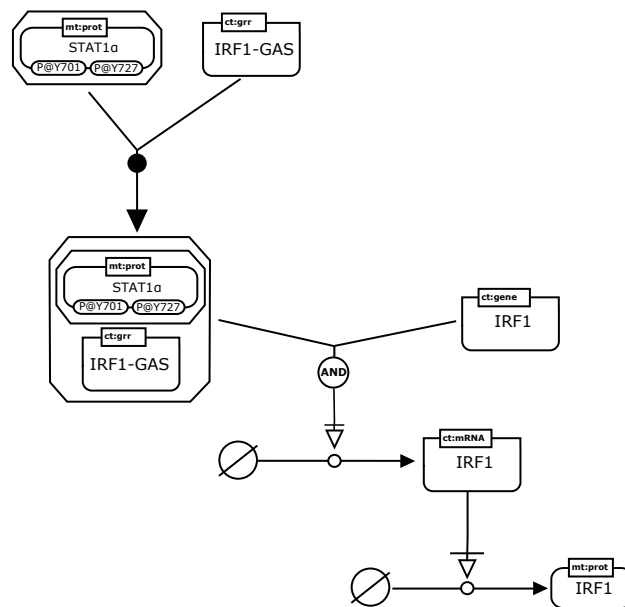 mt:prot
STAT1α
P@Y701 P@Y727
ct:grr
IRF1-GAS
mt:prot
STAT1α
P@Y701 P@Y727
ct:grr
IRF1-GAS
ct:gene
IRF1
AND
ct:mRNA
IRF1
mt:prot
IRF1